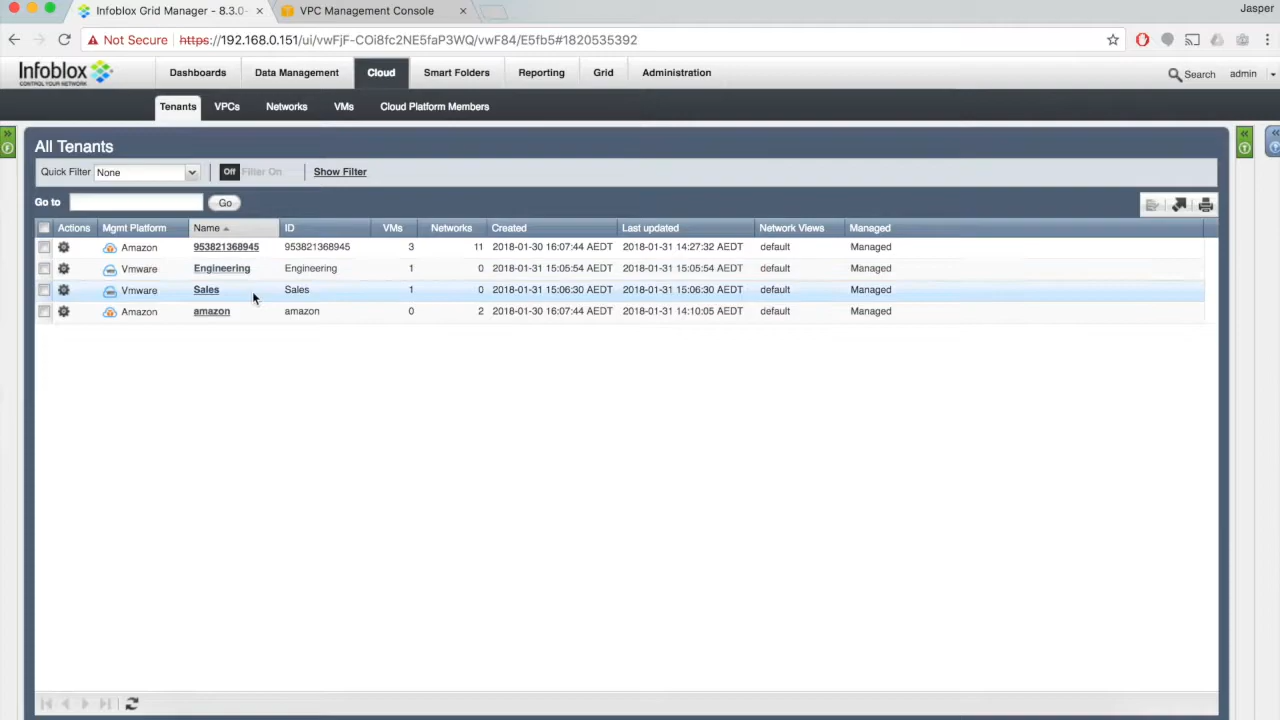 Infoblox Grid Manager - 8.3.0-
VPC Management Console
Jasper
Not Secure https://192.168.0.151/ui/vwFjF-COi8fc2NE5faP3WQ/vwF84/E5fb5#1820535392
Infoblox
CONTROL YOUR NETWORK
Dashboards Data Management Cloud Smart Folders Reporting Grid Administration Search admin
Tenants VPCs Networks VMs Cloud Platform Members
All Tenants
Quick Filter None Off Filter On Show Filter
Go to Go
Actions Mgmt Platform Name ID VMs Networks Created Last updated Network Views Managed
Amazon 953821368945 953821368945 3 11 2018-01-30 16:07:44 AEDT 2018-01-31 14:27:32 AEDT default Managed
Vmware Engineering Engineering 1 0 2018-01-31 15:05:54 AEDT 2018-01-31 15:05:54 AEDT default Managed
Vmware Sales Sales 1 0 2018-01-31 15:06:30 AEDT 2018-01-31 15:06:30 AEDT default Managed
Amazon amazon amazon 0 2 2018-01-30 16:07:44 AEDT 2018-01-31 14:10:05 AEDT default Managed